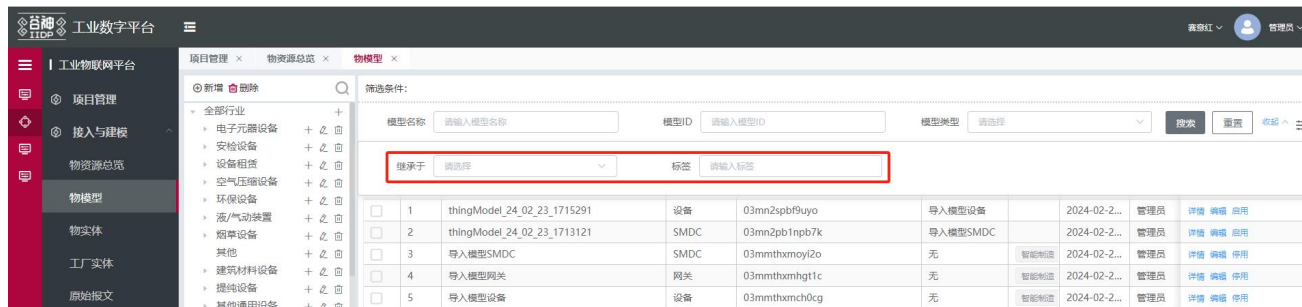 谷神 IIDP 工业数字平台
赛意红 管理员
工业物联网平台
项目管理
接入与建模
物资源总览
物模型
物实体
工厂实体
原始报文
项目管理 × 物资源总览 × 物模型 ×
新增 删除
全部行业
电子元器设备
安检设备
设备租赁
空气压缩设备
环保设备
液/气动装置
烟草设备
其他
建筑材料设备
提纯设备
其他通用设备
筛选条件:
模型名称 请输入模型名称 模型ID 请输入模型ID 模型类型 请选择 搜索 重置 收起
继承于 请选择 标签 请输入标签
1 thingModel_24_02_23_1715291 设备 03mn2spbf9uyo 导入模型设备 2024-02-2... 管理员 详情 编辑 启用
2 thingModel_24_02_23_1713121 SMDC 03mn2pb1npb7k 导入模型SMDC 2024-02-2... 管理员 详情 编辑 启用
3 导入模型SMDC SMDC 03mmthxmoyi2o 无 智能制造 2024-02-2... 管理员 详情 编辑 停用
4 导入模型网关 网关 03mmthxmhgt1c 无 智能制造 2024-02-2... 管理员 详情 编辑 停用
5 导入模型设备 设备 03mmthxmch0cg 无 智能制造 2024-02-2... 管理员 详情 编辑 停用